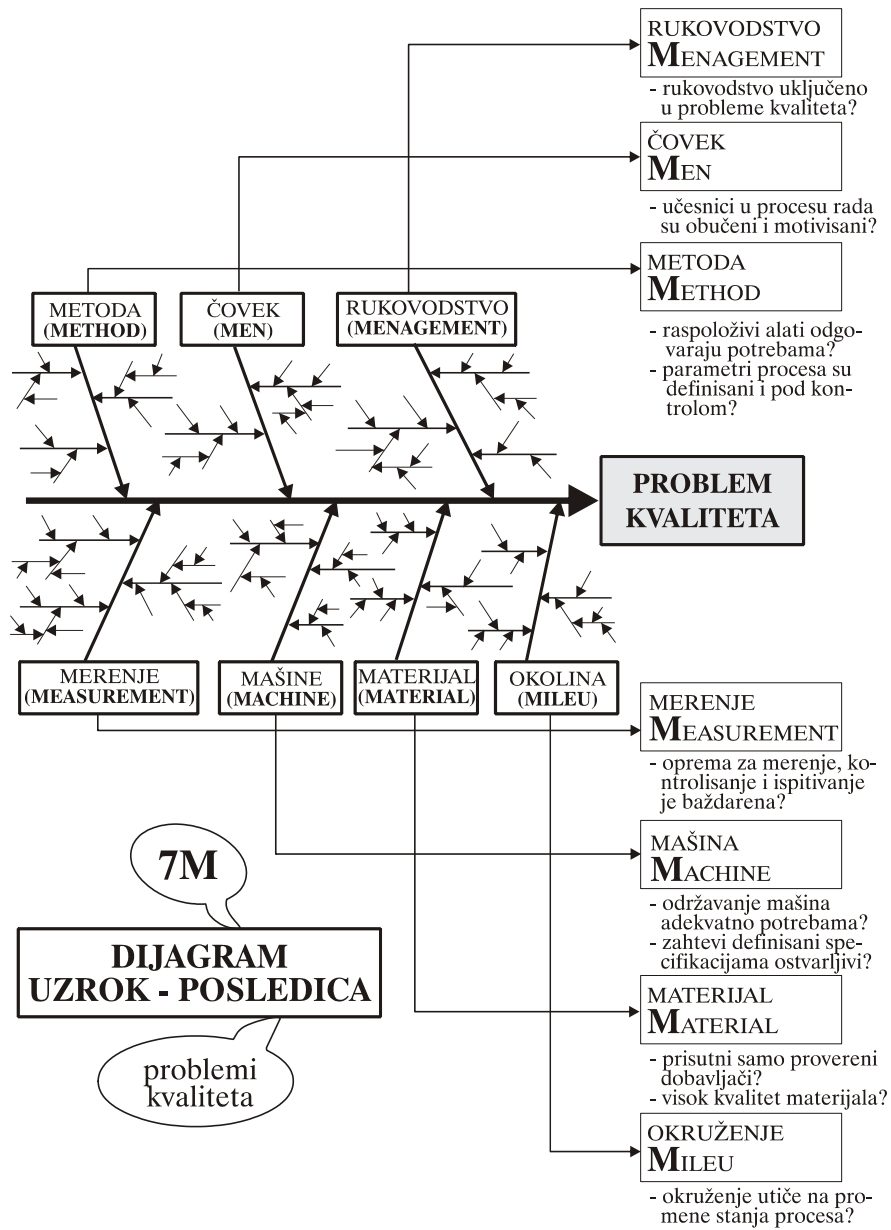 RUKOVODSTVO
MENAGEMENT
- rukovodstvo uključeno
u probleme kvaliteta?
ČOVEK
MEN
- učesnici u procesu rada
su obučeni i motivisani?
METODA
METHOD
- raspoloživi alati odgo-
varaju potrebama?
- parametri procesa su
definisani i pod kon-
trolom?
METODA
(METHOD)
ČOVEK
(MEN)
RUKOVODSTVO
(MENAGEMENT)
PROBLEM
KVALITETA
MERENJE
(MEASUREMENT)
MAŠINE
(MACHINE)
MATERIJAL
(MATERIAL)
OKOLINA
(MILEU)
MERENJE
MEASUREMENT
- oprema za merenje, ko-
ntrolisanje i ispitivanje
je baždarena?
MAŠINA
MACHINE
- održavanje mašina
adekvatno potrebama?
- zahtevi definisani spe-
cifikacijama ostvarljivi?
MATERIJAL
MATERIAL
- prisutni samo provereni
dobavljači?
- visok kvalitet materijala?
OKRUŽENJE
MILEU
- okruženje utiče na pro-
mene stanja procesa?
7M
DIJAGRAM
UZROK - POSLEDICA
problemi
kvaliteta